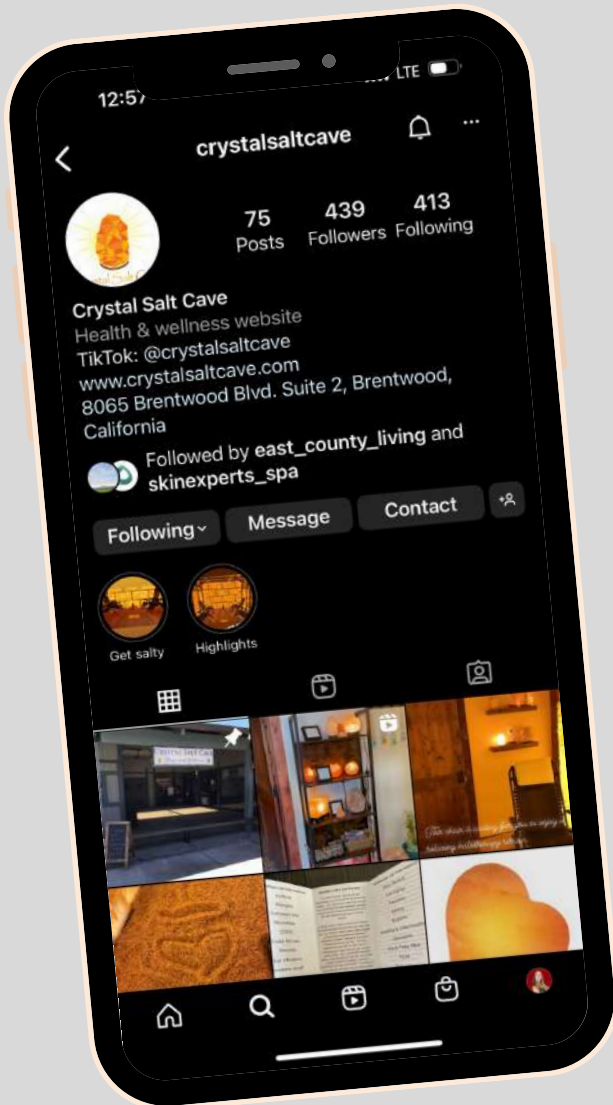 12:57
LTE
crystalsaltcave
75
439
413
Posts
Followers
Following
Crystal Salt Cave
Health & wellness website
TikTok: @crystalsaltcave
www.crystalsaltcave.com
8065 Brentwood Blvd. Suite 2, Brentwood,
California
Followed by east_county_living and
skinexperts_spa
Following
Message
Contact
Get salty
Highlights